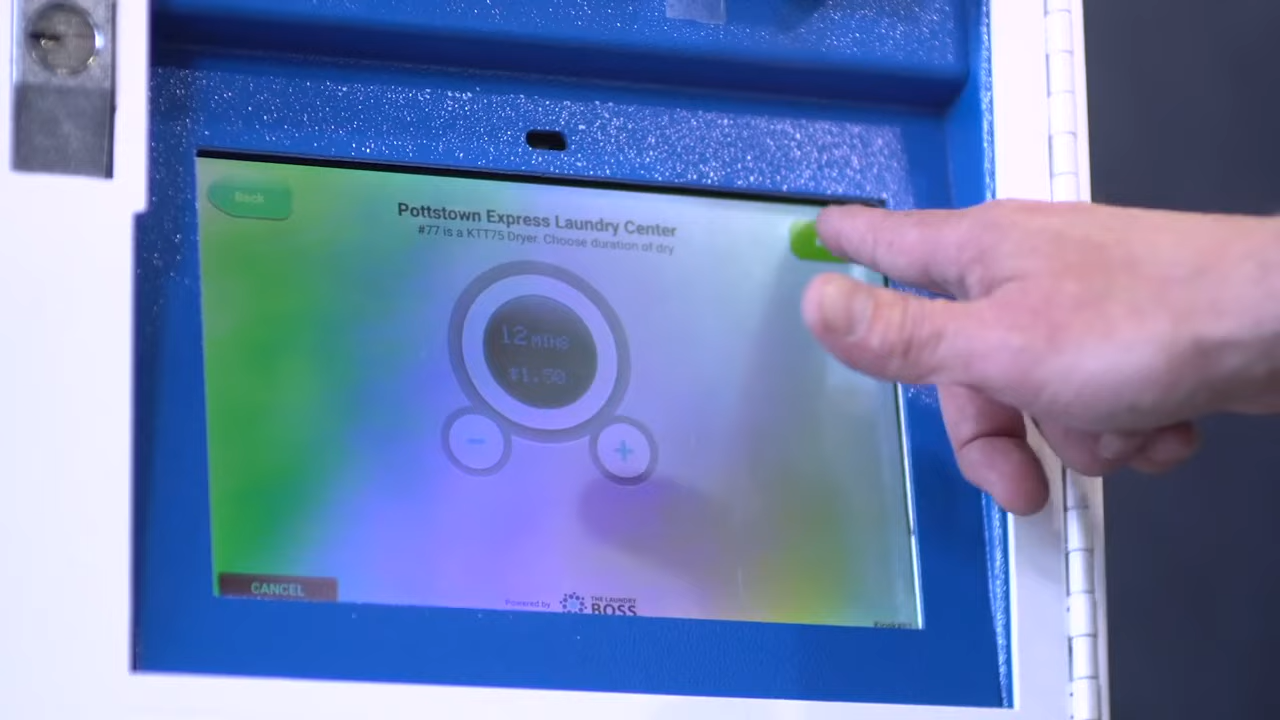 Back
Pottstown Express Laundry Center
#77 is a KTT75 Dryer. Choose duration of dry
12 MINS
$1.50
-
+
CANCEL
Powered by
THE LAUNDRY
BOSS